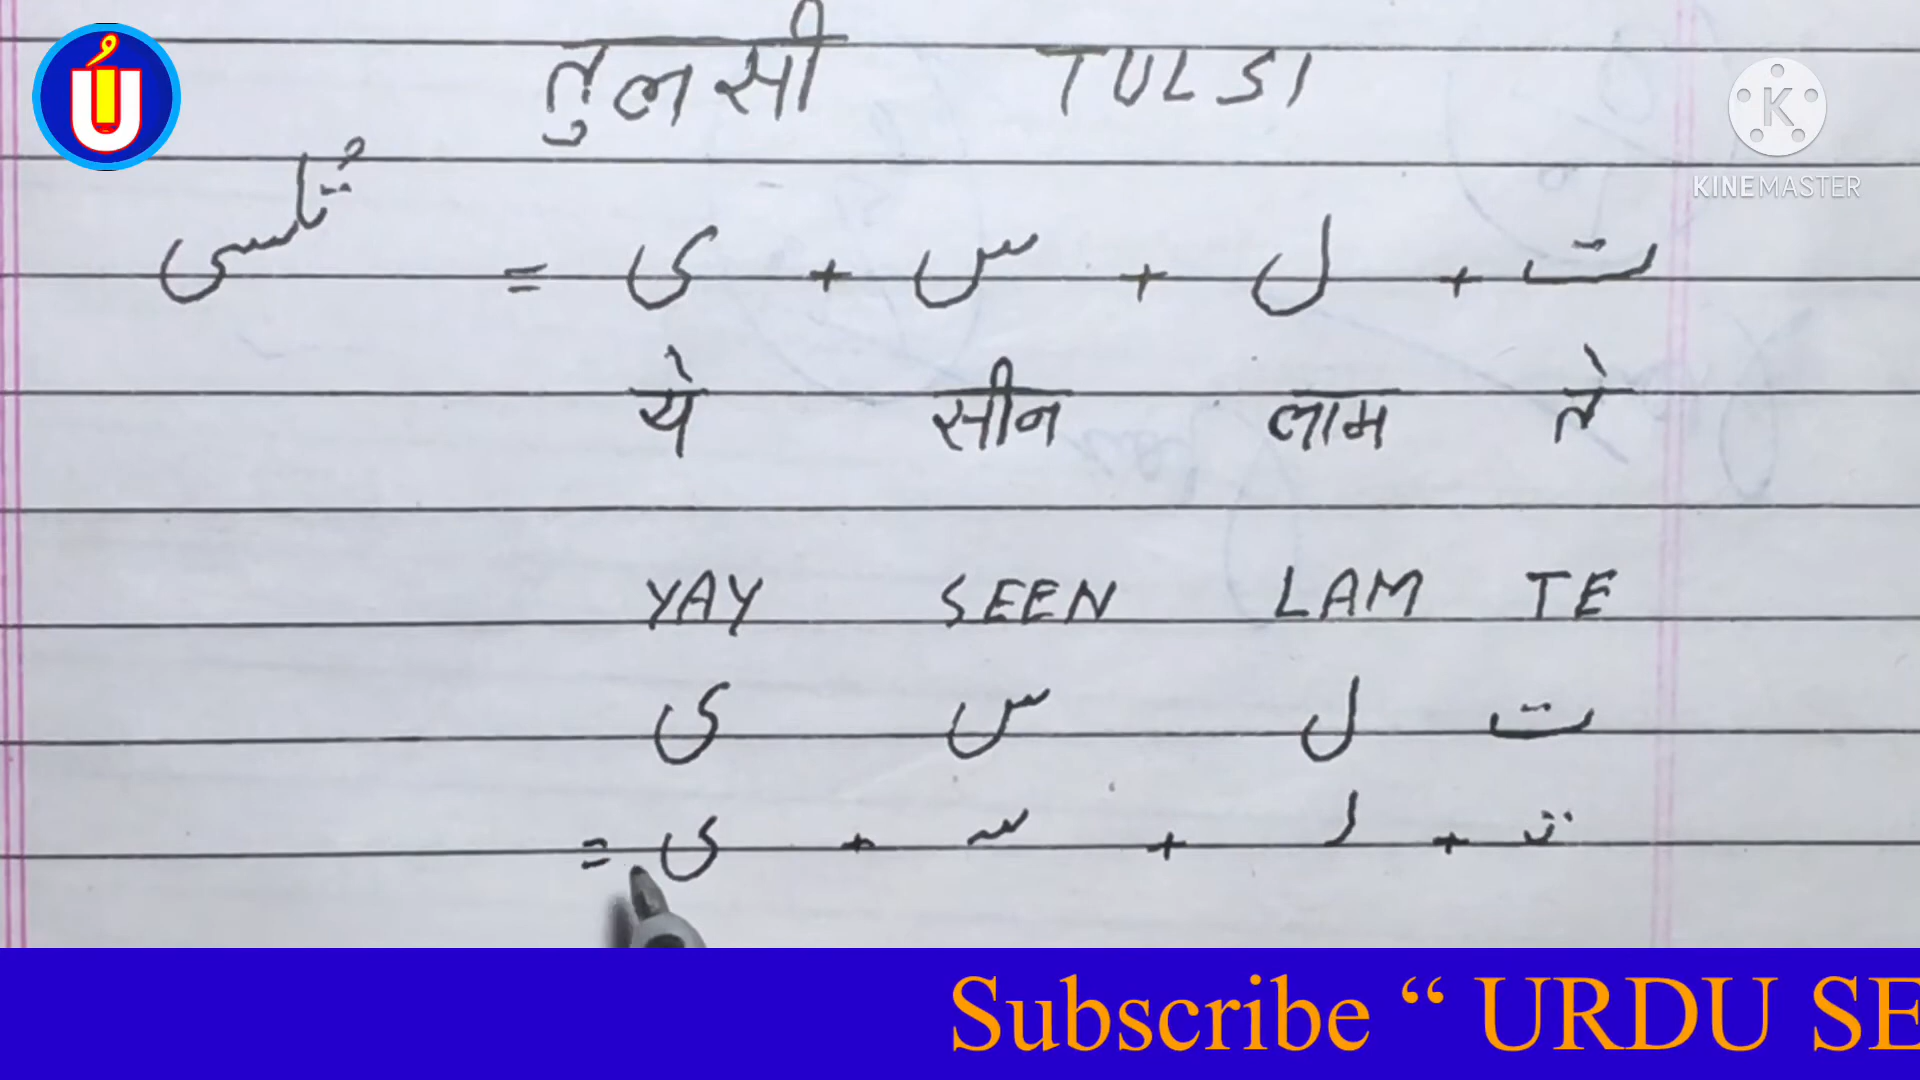 तुलसी TULSI
KINEMASTER
ت + ل + س + ی = تُلسی
ये सीन लाम ते
YAY SEEN LAM TE
ت ل س ی
تـ + لـ + سـ + ی =
Subscribe “ URDU SE